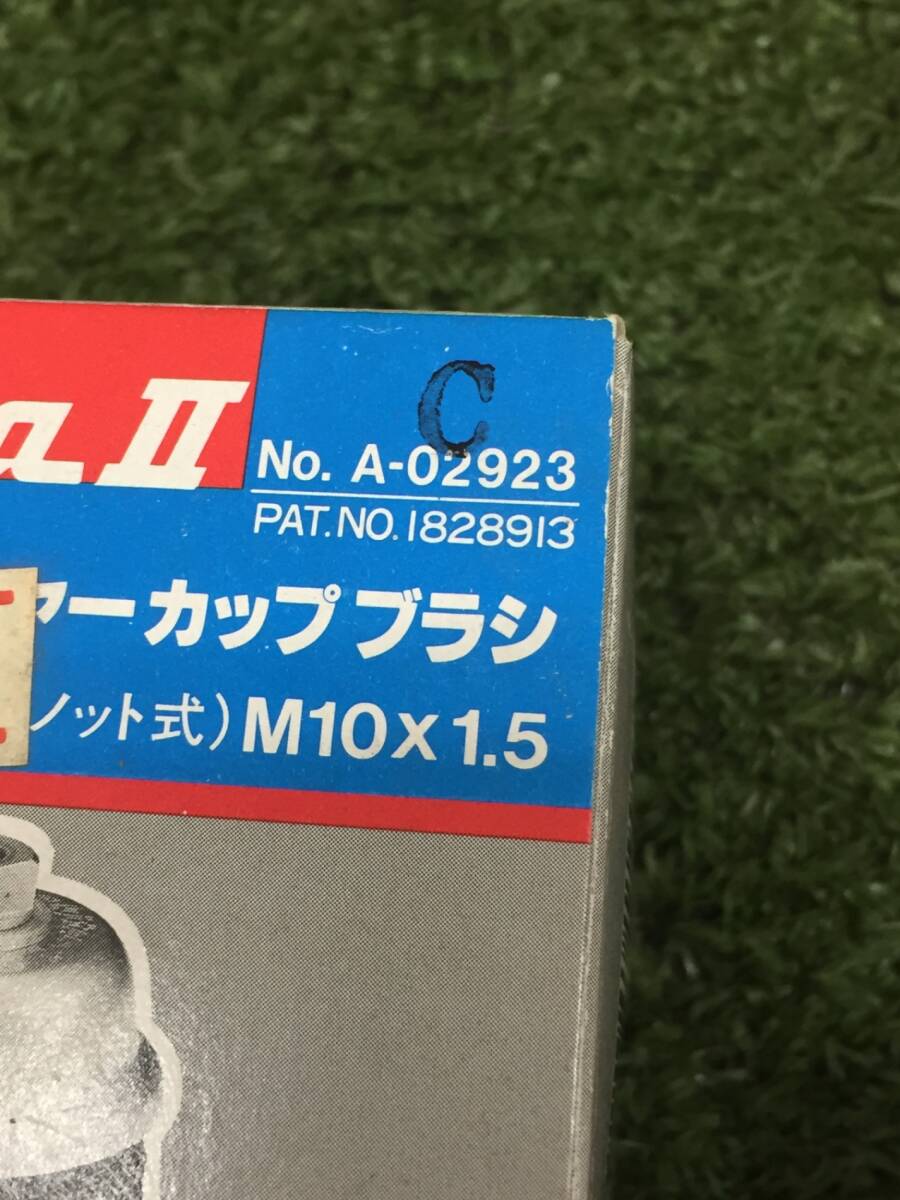 a II
C
No. A-02923
PAT.NO.1828913
ァーカップブラシ
ノット式) M10x1.5